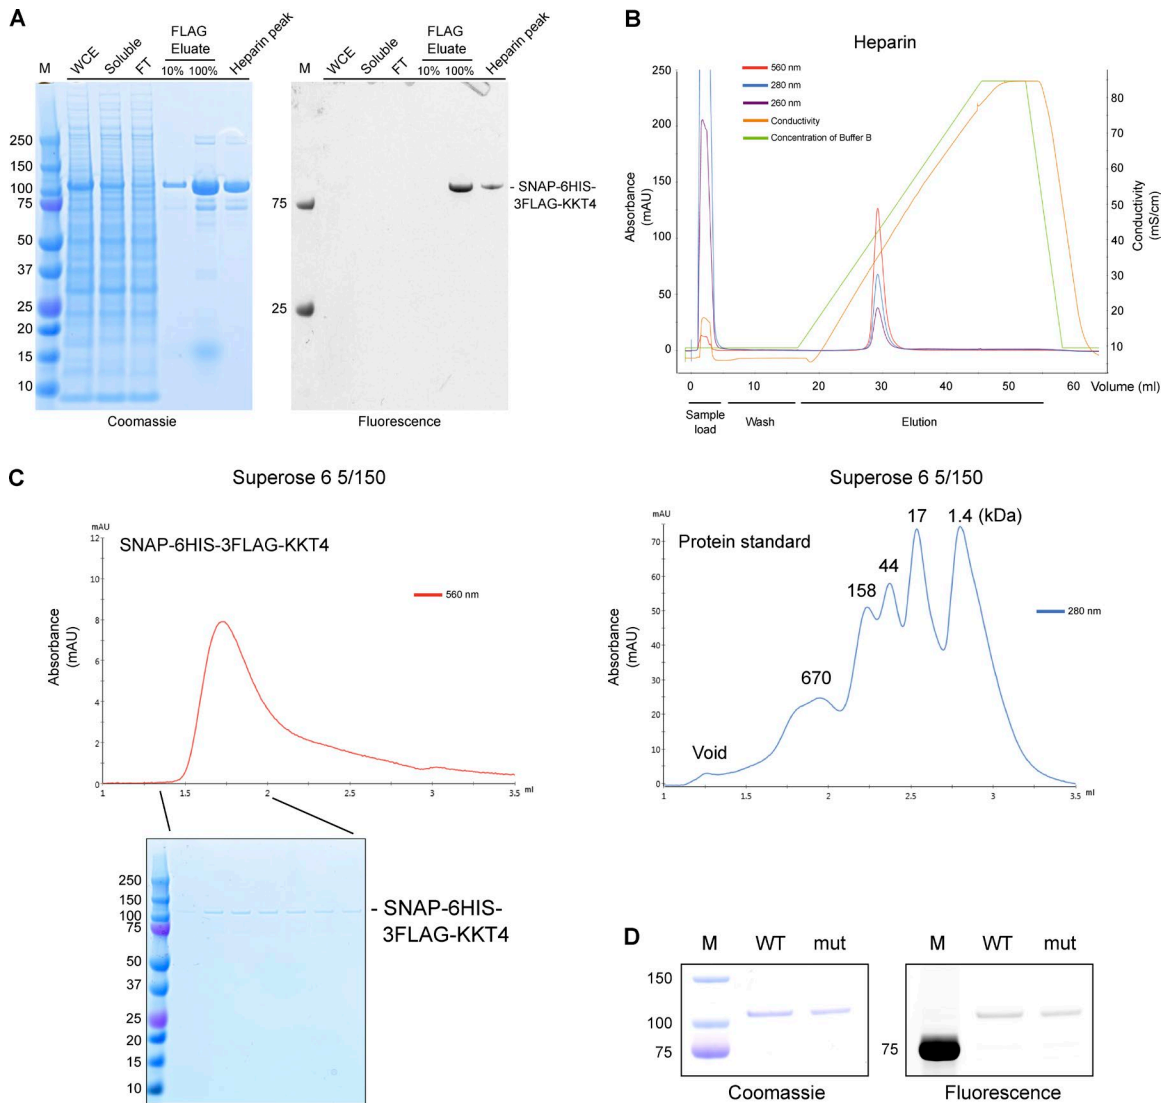 A
FLAG
Eluate
M
WCE
Soluble
FT
10%
100%
Heparin peak
250
150
100
75
50
37
25
20
15
10
Coomassie
FLAG
Eluate
M
WCE
Soluble
FT
10%
100%
Heparin peak
75
25
- SNAP-6HIS-
3FLAG-KKT4
Fluorescence
B
Heparin
560 nm
280 nm
260 nm
Conductivity
Concentration of Buffer B
Absorbance
(mAU)
250
200
150
100
50
0
Conductivity
(mS/cm)
80
70
60
50
40
30
20
10
0
10
20
30
40
50
60
Volume (ml)
Sample
load
Wash
Elution
C
Superose 6 5/150
mAU
SNAP-6HIS-3FLAG-KKT4
560 nm
Absorbance
(mAU)
12
10
8
6
4
2
0
1
1.5
2
2.5
3
3.5
ml
250
150
100
75
50
37
25
20
15
10
- SNAP-6HIS-
3FLAG-KKT4
Superose 6 5/150
mAU
Protein standard
17
1.4 (kDa)
44
158
670
Void
280 nm
Absorbance
(mAU)
70
60
50
40
30
20
10
0
1
1.5
2
2.5
3
3.5
ml
D
M
WT
mut
150
100
75
Coomassie
M
WT
mut
75
Fluorescence